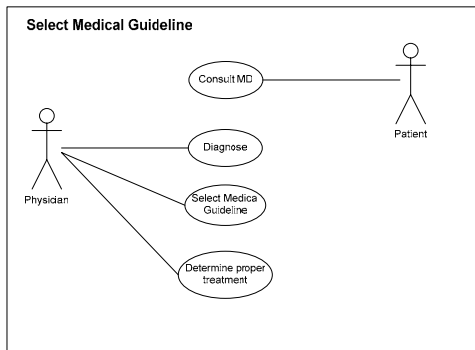 Select Medical Guideline
Consult MD
Patient
Diagnose
Physician
Select Medica
Guideline
Determine proper
treatment